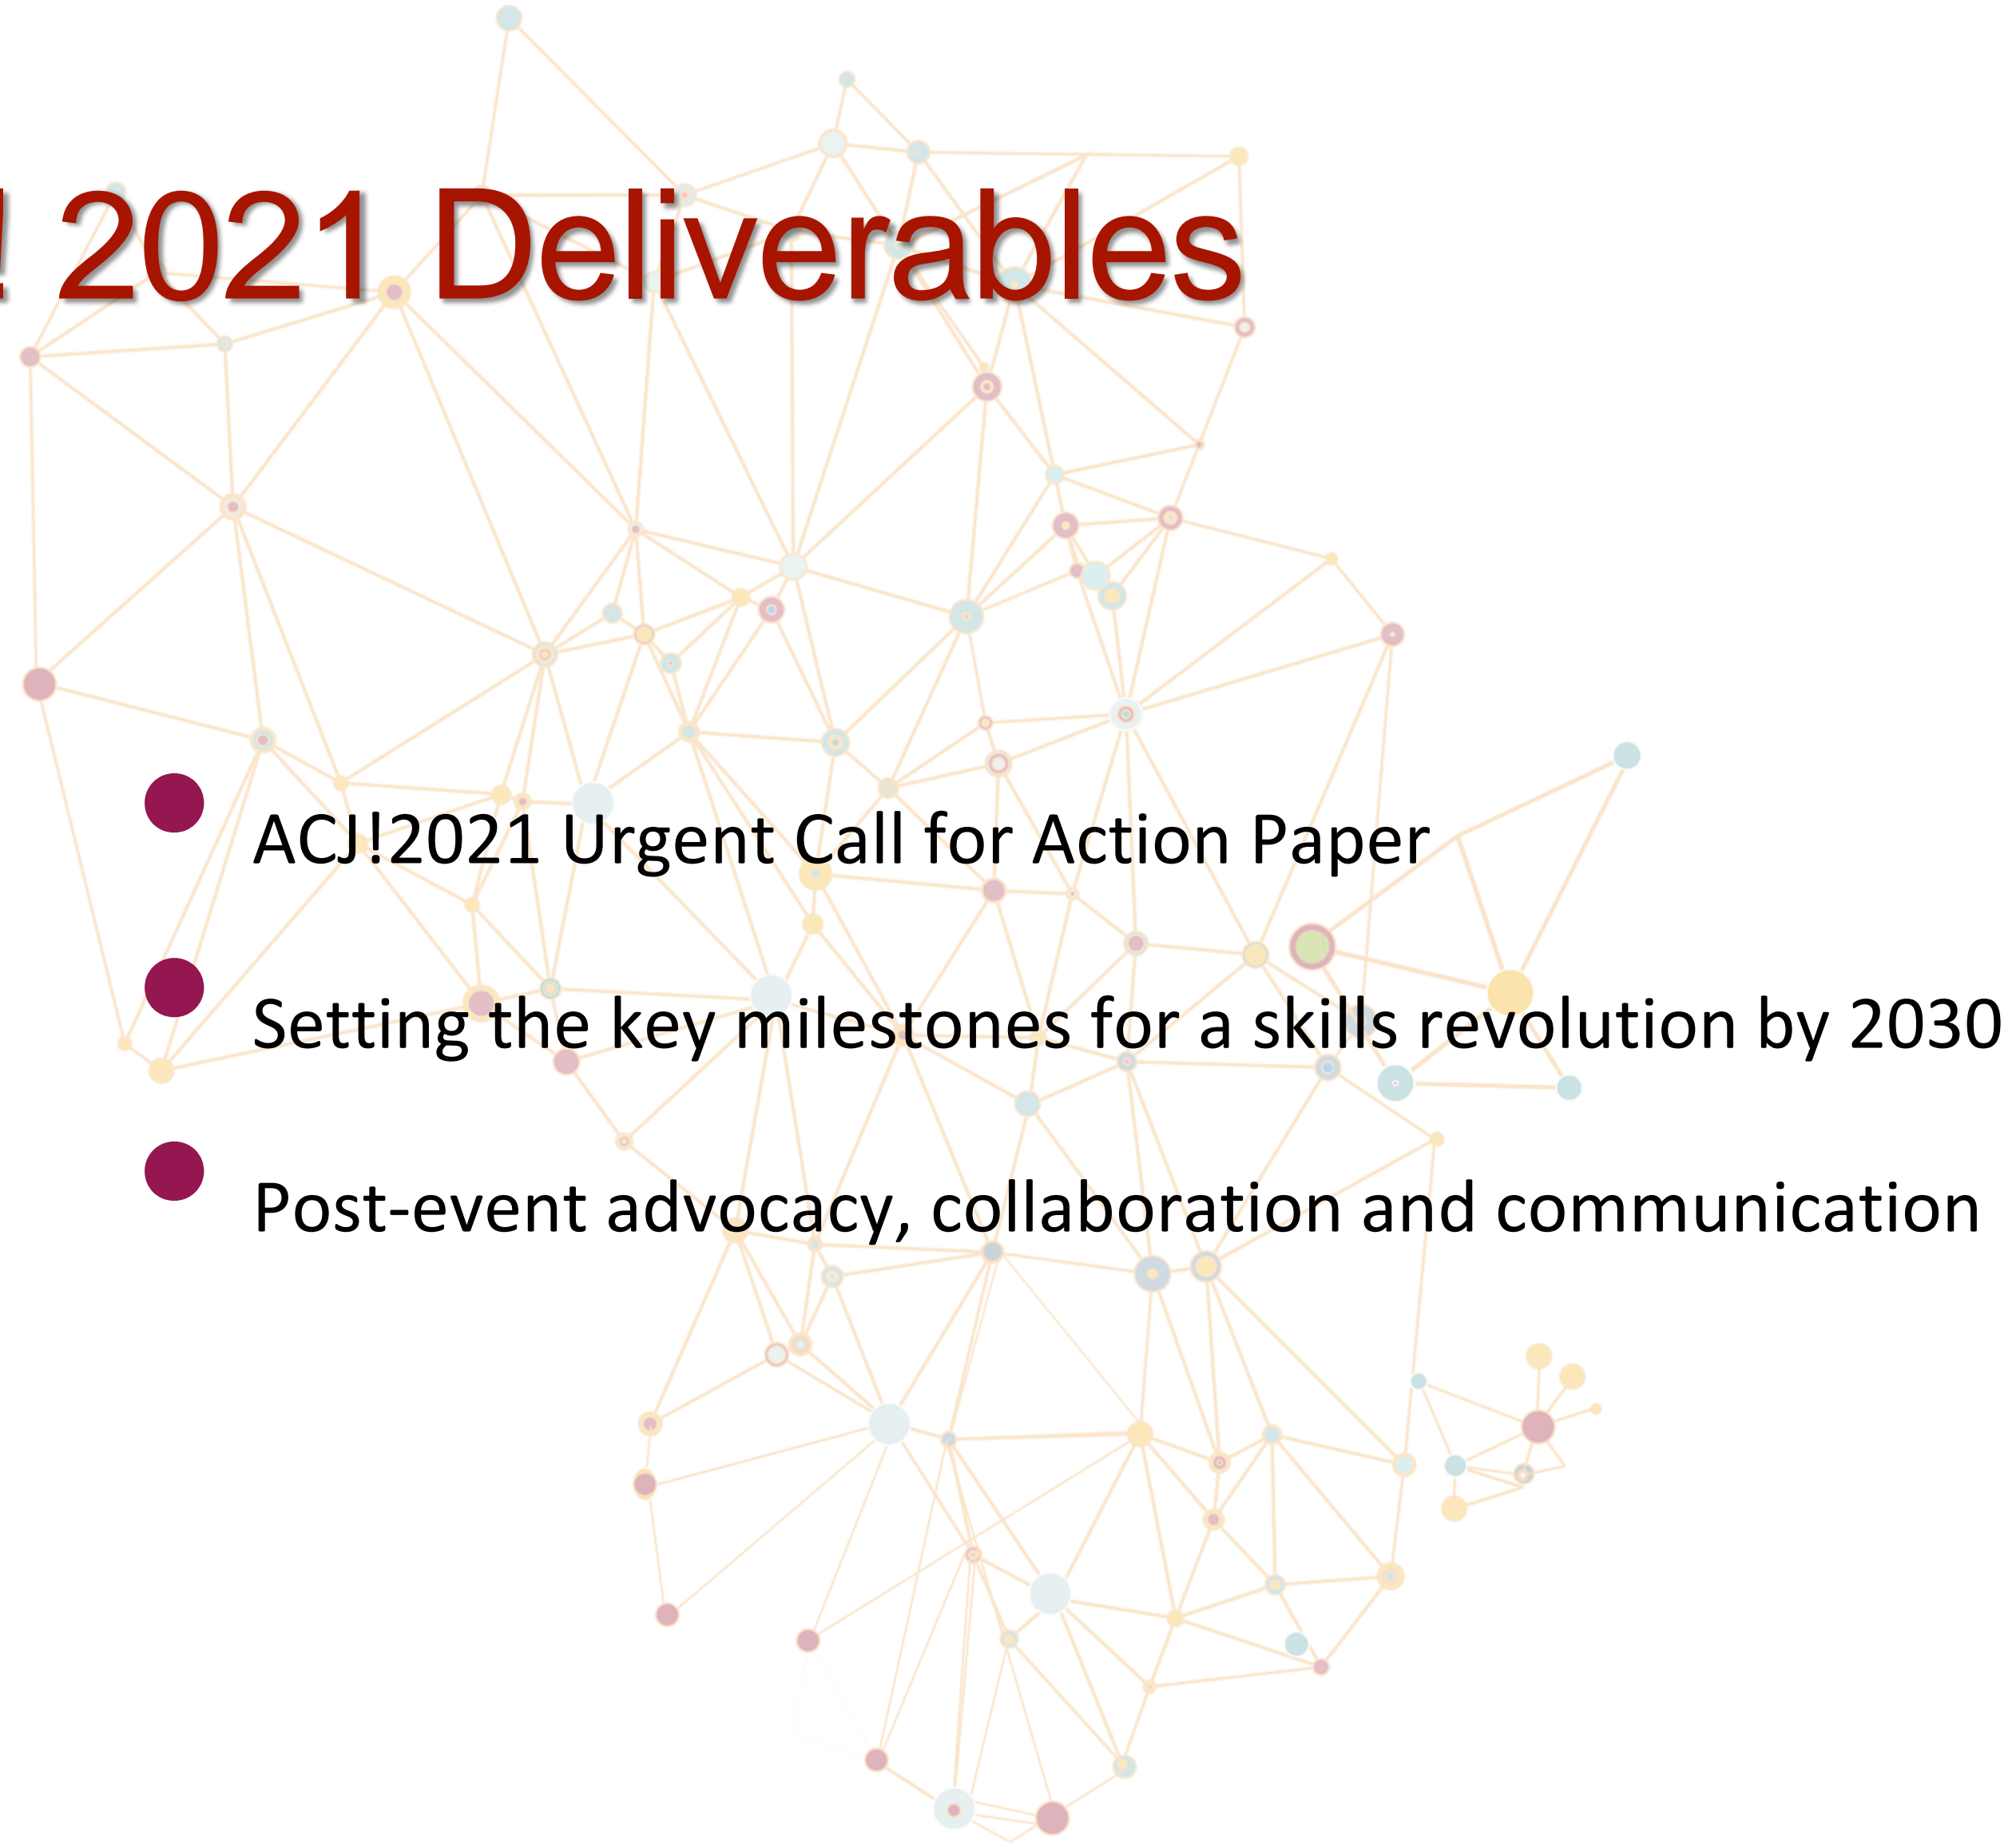 ! 2021 Deliverables
ACJ!2021 Urgent Call for Action Paper
Setting the key milestones for a skills revolution by 2030
Post-event advocacy, collaboration and communication